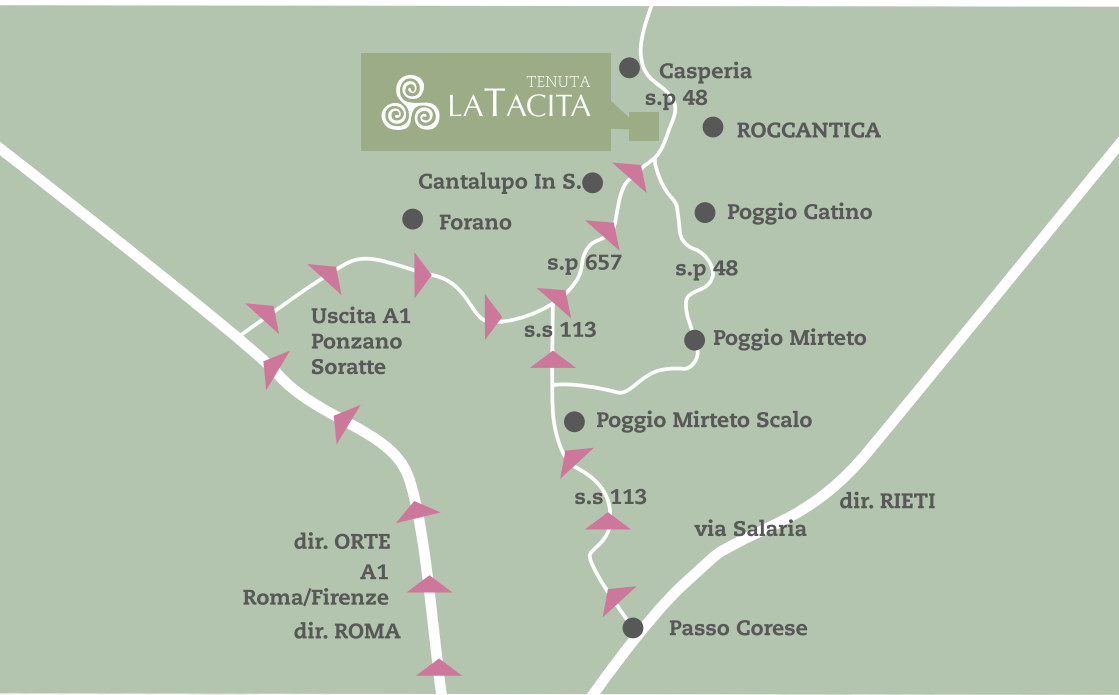 TENUTA
LATACITA
Casperia
s.p 48
ROCCANTICA
Cantalupo In S.
Forano
Poggio Catino
s.p 657
s.p 48
Uscita A1
Ponzano
Soratte
s.s 113
Poggio Mirteto
Poggio Mirteto Scalo
s.s 113
dir. RIETI
via Salaria
dir. ORTE
A1
Roma/Firenze
dir. ROMA
Passo Corese